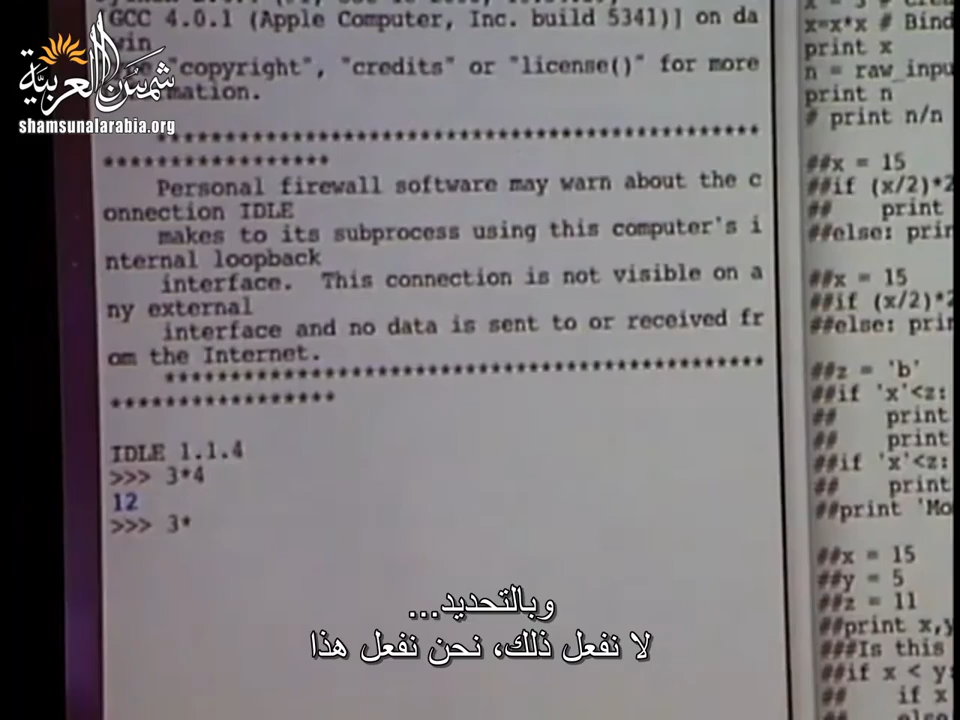 شمس العربية
shamsunalarabia.org
GCC 4.0.1 (Apple Computer, Inc. build 5341)] on da
win
"copyright", "credits" or "license()" for more
mation.
***********************************************
*****************
Personal firewall software may warn about the c
onnection IDLE
makes to its subprocess using this computer's i
nternal loopback
interface. This connection is not visible on a
ny external
interface and no data is sent to or received fr
om the Internet.
***********************************************
*****************
IDLE 1.1.4
>>> 3*4
12
>>> 3*
x=x*x # Bind
print x
n = raw_inpu
print n
# print n/n
##x = 15
##if (x/2)*2
## print
##else: prin
##x = 15
##if (x/2)*2
##else: prin
##z = 'b'
##if 'x'<z:
## print
## print
##if 'x'<z:
## print
##print 'Mo
##x = 15
##y = 5
##z = 11
##print x,y
###Is this
##if x < y:
## if x
## else
وبالتحديد...
لا نفعل ذلك، نحن نفعل هذا